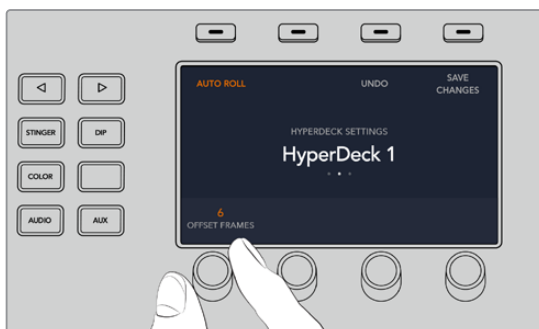 AUTO ROLL
UNDO
SAVE
CHANGES
STINGER
DIP
HYPERDECK SETTINGS
HyperDeck 1
COLOR
AUDIO
AUX
6
OFFSET FRAMES